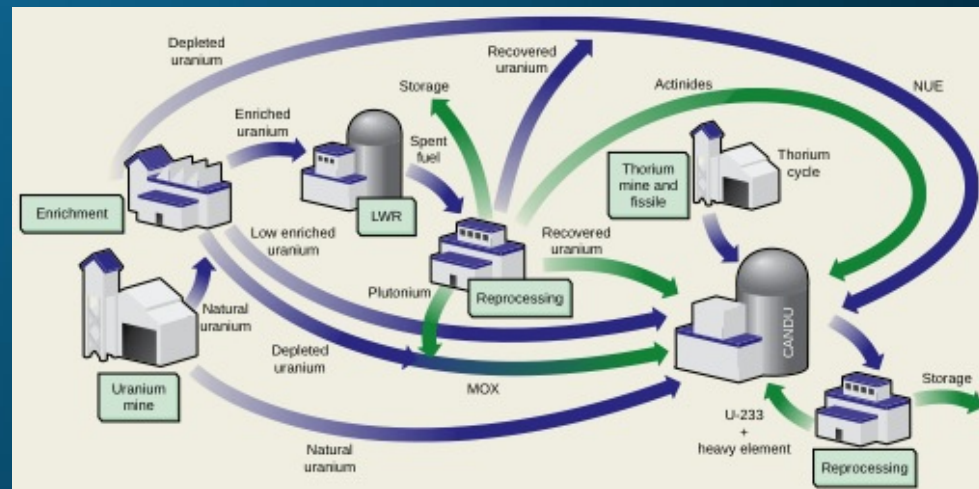 Depleted
uranium
Recovered
uranium
Actinides
NUE
Storage
Enriched
uranium
Spent
fuel
Thorium
mine and
fissile
Thorium
cycle
Enrichment
LWR
Low enriched
uranium
Recovered
uranium
Plutonium
Reprocessing
Natural
uranium
Depleted
uranium
CANDU
Uranium
mine
MOX
Storage
U-233
+
heavy element
Natural
uranium
Reprocessing